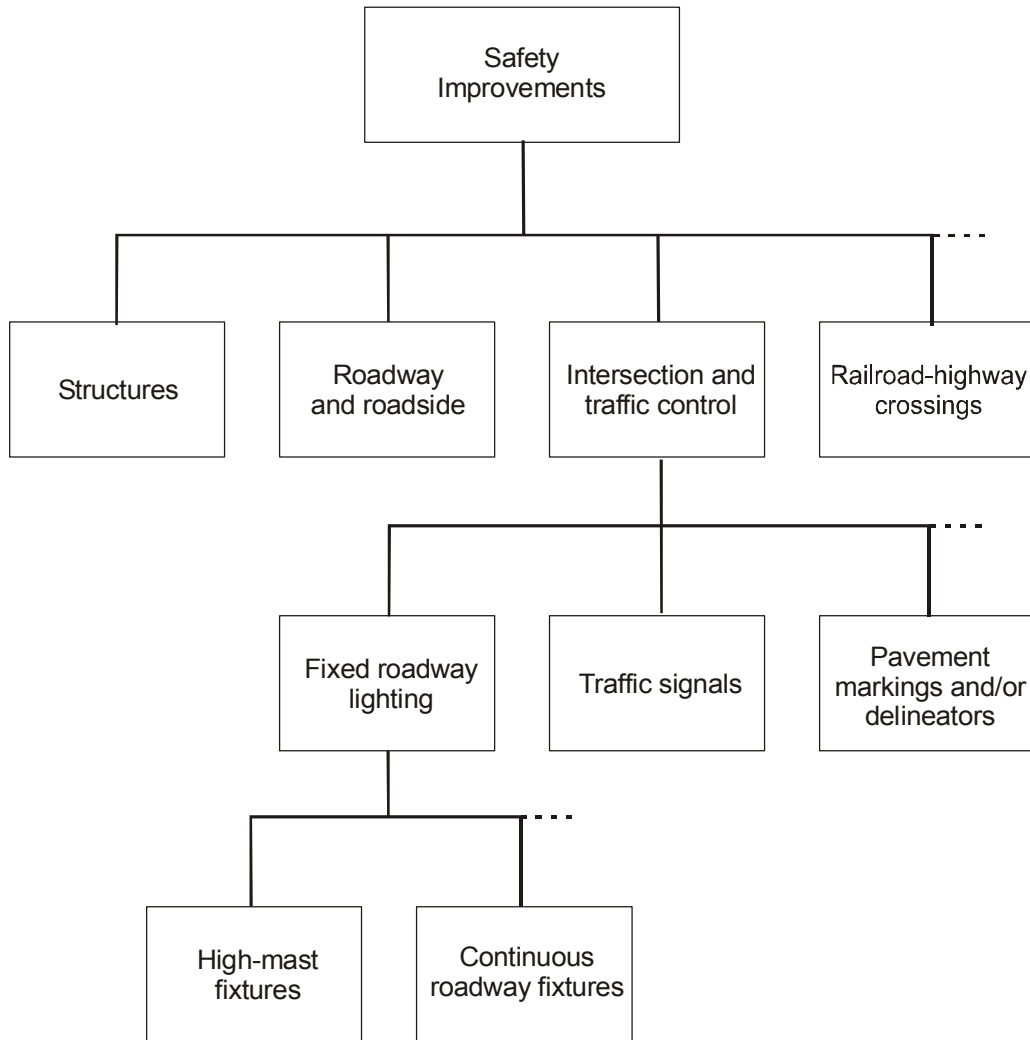 Safety
Improvements
Structures
Roadway
and roadside
Intersection and
traffic control
Railroad-highway
crossings
Fixed roadway
lighting
Traffic signals
Pavement
markings and/or
delineators
High-mast
fixtures
Continuous
roadway fixtures